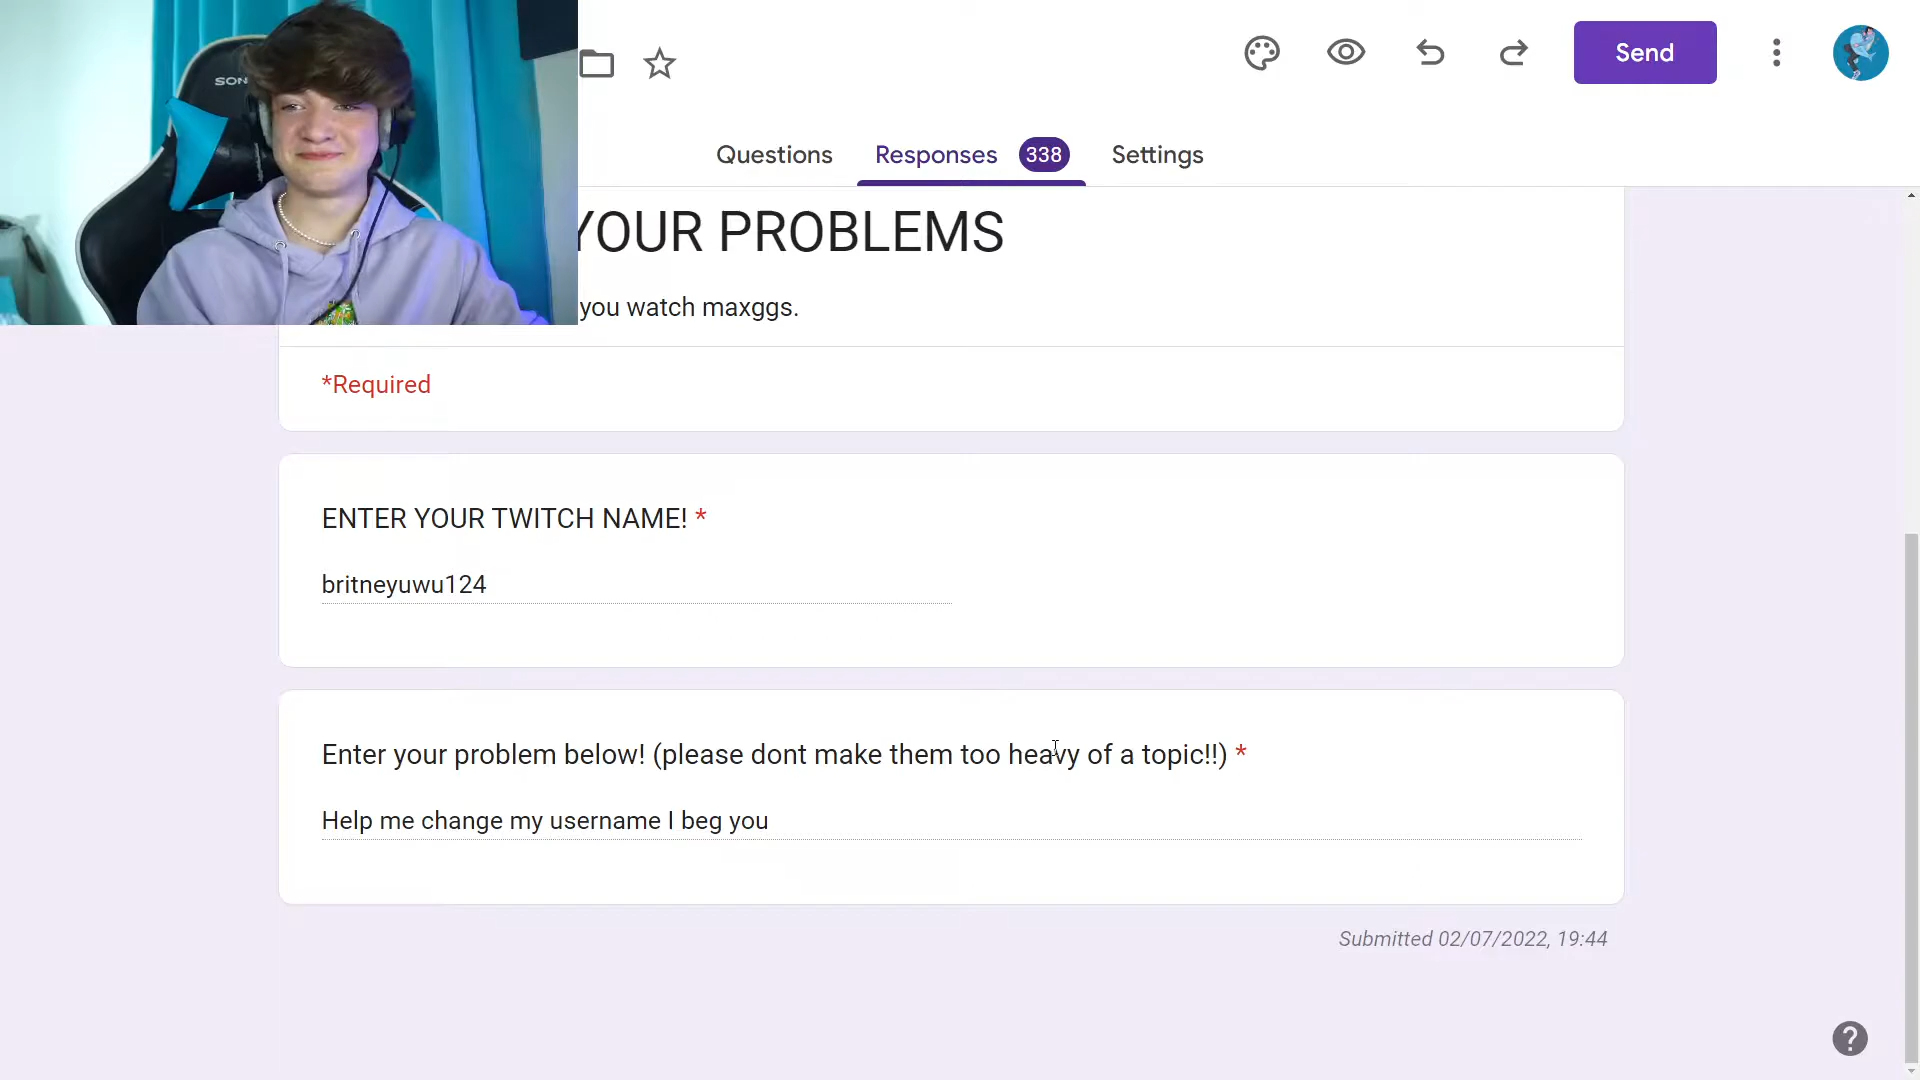 SON
Send
Questions
Responses 338
Settings
YOUR PROBLEMS
you watch maxggs.
*Required
ENTER YOUR TWITCH NAME! *
britneyuwu124
Enter your problem below! (please dont make them too heavy of a topic!!) *
Help me change my username I beg you
Submitted 02/07/2022, 19:44